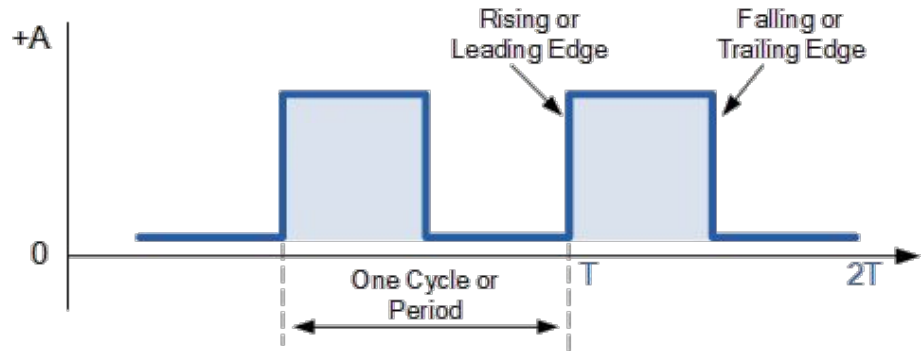 +A
Rising or
Leading Edge
Falling or
Trailing Edge
0
T
2T
One Cycle or
Period